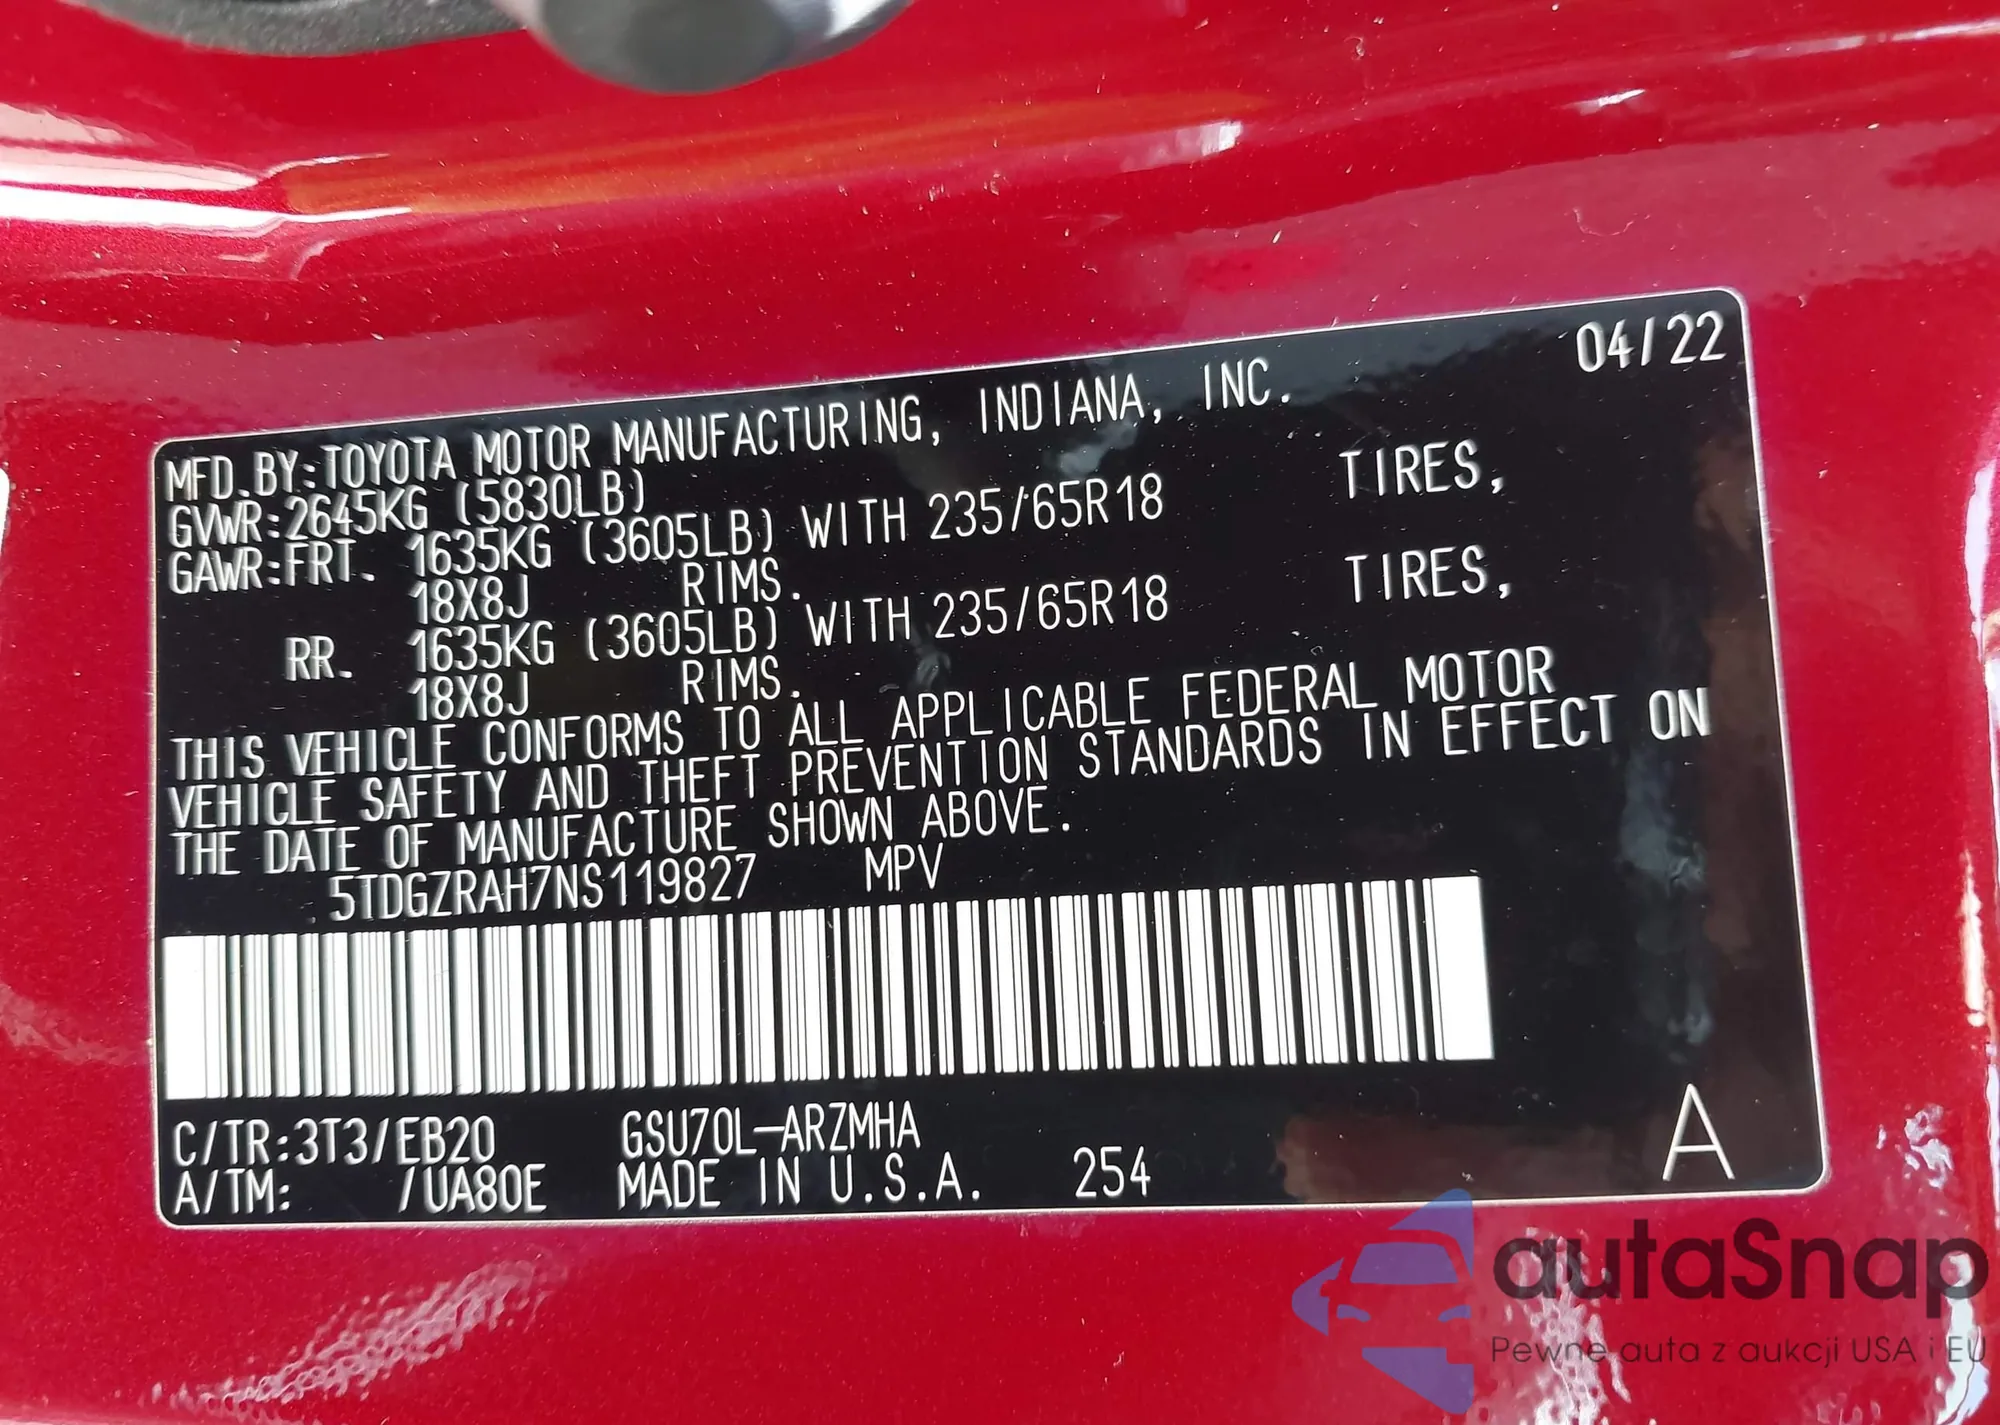 04/22
MFD.BY:TOYOTA MOTOR MANUFACTURING, INDIANA, INC.
GVWR:2645KG (5830LB)
GAWR:FRT. 1635KG (3605LB) WITH 235/65R18 TIRES,
18X8J RIMS.
RR. 1635KG (3605LB) WITH 235/65R18 TIRES,
18X8J RIMS.
THIS VEHICLE CONFORMS TO ALL APPLICABLE FEDERAL MOTOR
VEHICLE SAFETY AND THEFT PREVENTION STANDARDS IN EFFECT ON
THE DATE OF MANUFACTURE SHOWN ABOVE.
5TDGZRAH7NS119827 MPV
C/TR:3T3/EB20 GSU70L-ARZMHA
A/TM: /UA80E MADE IN U.S.A. 254 A
autaSnap
Pewne auta z aukcji USA i EU